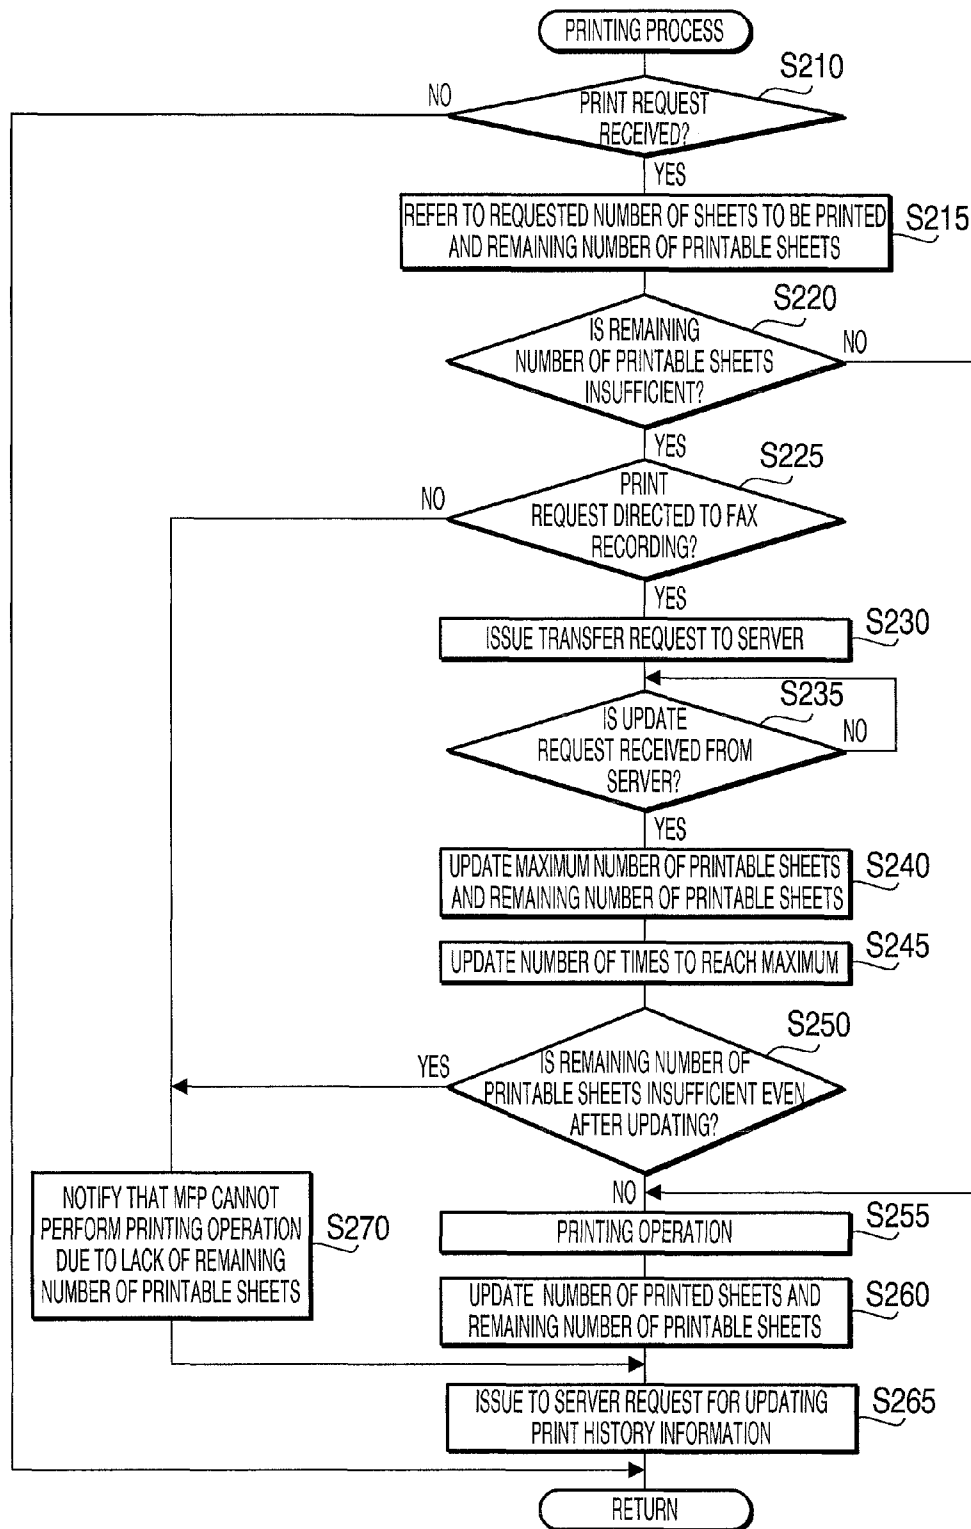 PRINTING PROCESS
S210
NO
PRINT REQUEST
RECEIVED?
YES
REFER TO REQUESTED NUMBER OF SHEETS TO BE PRINTED
AND REMAINING NUMBER OF PRINTABLE SHEETS
S215
S220
IS REMAINING
NUMBER OF PRINTABLE SHEETS
INSUFFICIENT?
NO
YES
S225
NO
PRINT
REQUEST DIRECTED TO FAX
RECORDING?
YES
ISSUE TRANSFER REQUEST TO SERVER
S230
S235
IS UPDATE
REQUEST RECEIVED FROM
SERVER?
NO
YES
UPDATE MAXIMUM NUMBER OF PRINTABLE SHEETS
AND REMAINING NUMBER OF PRINTABLE SHEETS
S240
UPDATE NUMBER OF TIMES TO REACH MAXIMUM
S245
S250
YES
IS REMAINING NUMBER OF
PRINTABLE SHEETS INSUFFICIENT EVEN
AFTER UPDATING?
NO
NOTIFY THAT MFP CANNOT
PERFORM PRINTING OPERATION
DUE TO LACK OF REMAINING
NUMBER OF PRINTABLE SHEETS
S270
PRINTING OPERATION
S255
UPDATE NUMBER OF PRINTED SHEETS AND
REMAINING NUMBER OF PRINTABLE SHEETS
S260
ISSUE TO SERVER REQUEST FOR UPDATING
PRINT HISTORY INFORMATION
S265
RETURN